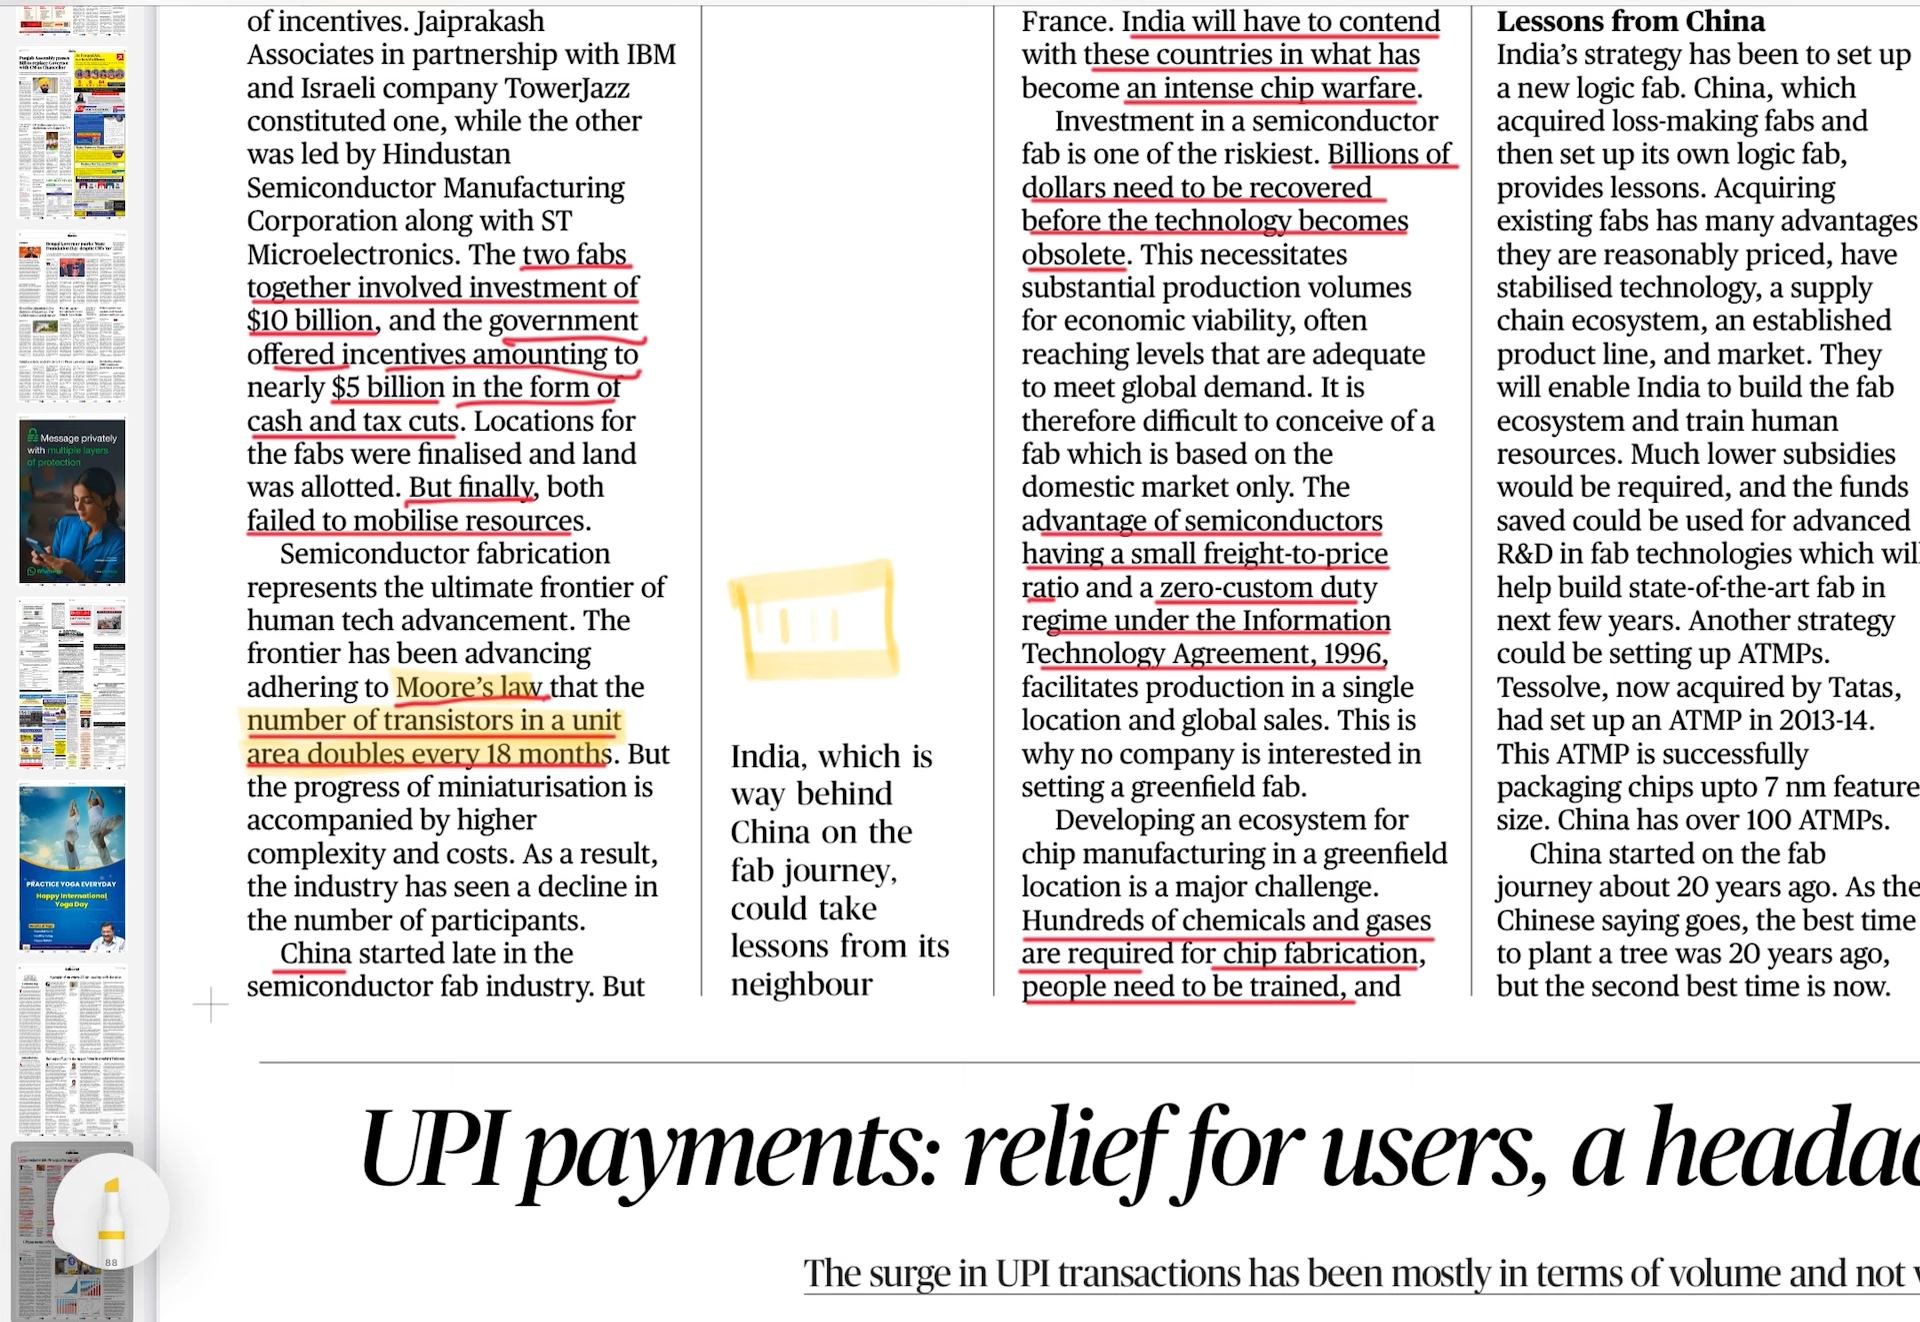 of incentives. Jaiprakash
Associates in partnership with IBM
and Israeli company TowerJazz
constituted one, while the other
was led by Hindustan
Semiconductor Manufacturing
Corporation along with ST
Microelectronics. The two fabs
together involved investment of
$10 billion, and the government
offered incentives amounting to
nearly $5 billion in the form of
cash and tax cuts. Locations for
the fabs were finalised and land
was allotted. But finally, both
failed to mobilise resources.
Semiconductor fabrication
represents the ultimate frontier of
human tech advancement. The
frontier has been advancing
adhering to Moore's law that the
number of transistors in a unit
area doubles every 18 months. But
the progress of miniaturisation is
accompanied by higher
complexity and costs. As a result,
the industry has seen a decline in
the number of participants.
China started late in the
semiconductor fab industry. But
India, which is
way behind
China on the
fab journey,
could take
lessons from its
neighbour
France. India will have to contend
with these countries in what has
become an intense chip warfare.
Investment in a semiconductor
fab is one of the riskiest. Billions of
dollars need to be recovered
before the technology becomes
obsolete. This necessitates
substantial production volumes
for economic viability, often
reaching levels that are adequate
to meet global demand. It is
therefore difficult to conceive of a
fab which is based on the
domestic market only. The
advantage of semiconductors
having a small freight-to-price
ratio and a zero-custom duty
regime under the Information
Technology Agreement, 1996,
facilitates production in a single
location and global sales. This is
why no company is interested in
setting a greenfield fab.
Developing an ecosystem for
chip manufacturing in a greenfield
location is a major challenge.
Hundreds of chemicals and gases
are required for chip fabrication,
people need to be trained, and
Lessons from China
India's strategy has been to set up
a new logic fab. China, which
acquired loss-making fabs and
then set up its own logic fab,
provides lessons. Acquiring
existing fabs has many advantages
they are reasonably priced, have
stabilised technology, a supply
chain ecosystem, an established
product line, and market. They
will enable India to build the fab
ecosystem and train human
resources. Much lower subsidies
would be required, and the funds
saved could be used for advanced
R&D in fab technologies which will
help build state-of-the-art fab in
next few years. Another strategy
could be setting up ATMPs.
Tessolve, now acquired by Tatas,
had set up an ATMP in 2013-14.
This ATMP is successfully
packaging chips upto 7 nm feature
size. China has over 100 ATMPs.
China started on the fab
journey about 20 years ago. As the
Chinese saying goes, the best time
to plant a tree was 20 years ago,
but the second best time is now.
UPI payments: relief for users, a headac
The surge in UPI transactions has been mostly in terms of volume and not
Message privately
with multiple layers
of protection
WhatsApp
PRACTICE YOGA EVERYDAY
Happy International
Yoga Day
88